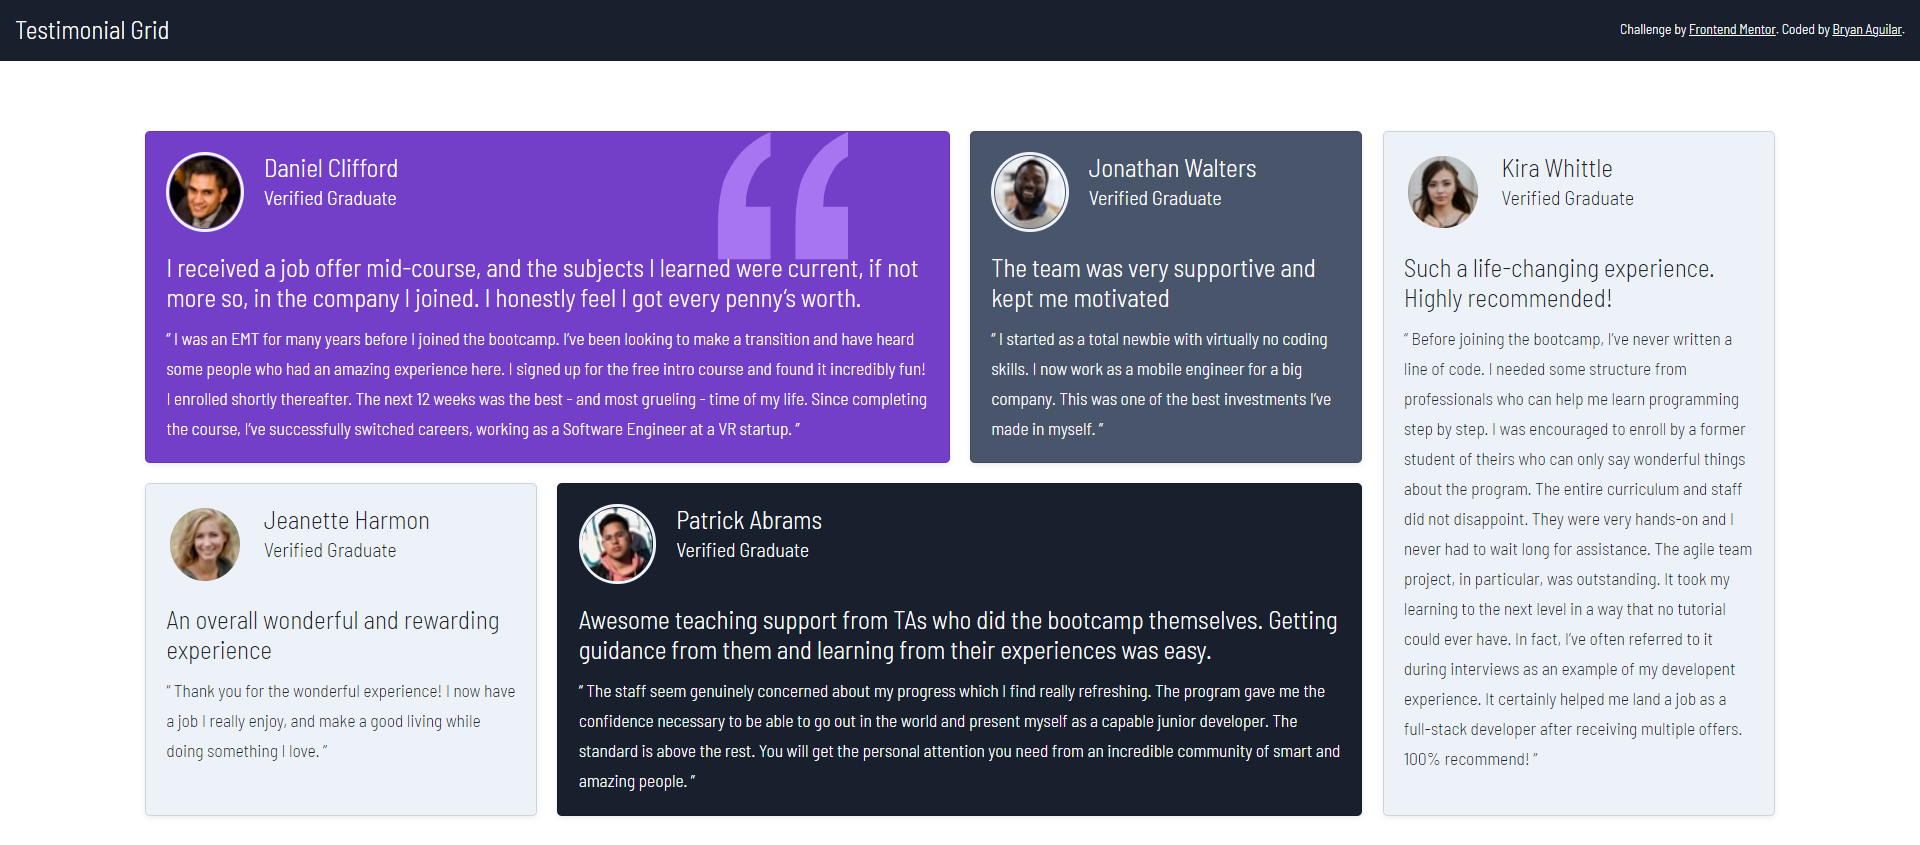 Testimonial Grid
Challenge by Frontend Mentor. Coded by Bryan Aguilar.
Daniel Clifford
Verified Graduate
I received a job offer mid-course, and the subjects I learned were current, if not
more so, in the company I joined. I honestly feel I got every penny’s worth.
“ I was an EMT for many years before I joined the bootcamp. I’ve been looking to make a transition and have heard
some people who had an amazing experience here. I signed up for the free intro course and found it incredibly fun!
I enrolled shortly thereafter. The next 12 weeks was the best - and most grueling - time of my life. Since completing
the course, I’ve successfully switched careers, working as a Software Engineer at a VR startup. ”
Jonathan Walters
Verified Graduate
The team was very supportive and
kept me motivated
“ I started as a total newbie with virtually no coding
skills. I now work as a mobile engineer for a big
company. This was one of the best investments I’ve
made in myself. ”
Kira Whittle
Verified Graduate
Such a life-changing experience.
Highly recommended!
“ Before joining the bootcamp, I’ve never written a
line of code. I needed some structure from
professionals who can help me learn programming
step by step. I was encouraged to enroll by a former
student of theirs who can only say wonderful things
about the program. The entire curriculum and staff
did not disappoint. They were very hands-on and I
never had to wait long for assistance. The agile team
project, in particular, was outstanding. It took my
learning to the next level in a way that no tutorial
could ever have. In fact, I’ve often referred to it
during interviews as an example of my developent
experience. It certainly helped me land a job as a
full-stack developer after receiving multiple offers.
100% recommend! ”
Jeanette Harmon
Verified Graduate
An overall wonderful and rewarding
experience
“ Thank you for the wonderful experience! I now have
a job I really enjoy, and make a good living while
doing something I love. ”
Patrick Abrams
Verified Graduate
Awesome teaching support from TAs who did the bootcamp themselves. Getting
guidance from them and learning from their experiences was easy.
“ The staff seem genuinely concerned about my progress which I find really refreshing. The program gave me the
confidence necessary to be able to go out in the world and present myself as a capable junior developer. The
standard is above the rest. You will get the personal attention you need from an incredible community of smart and
amazing people. ”